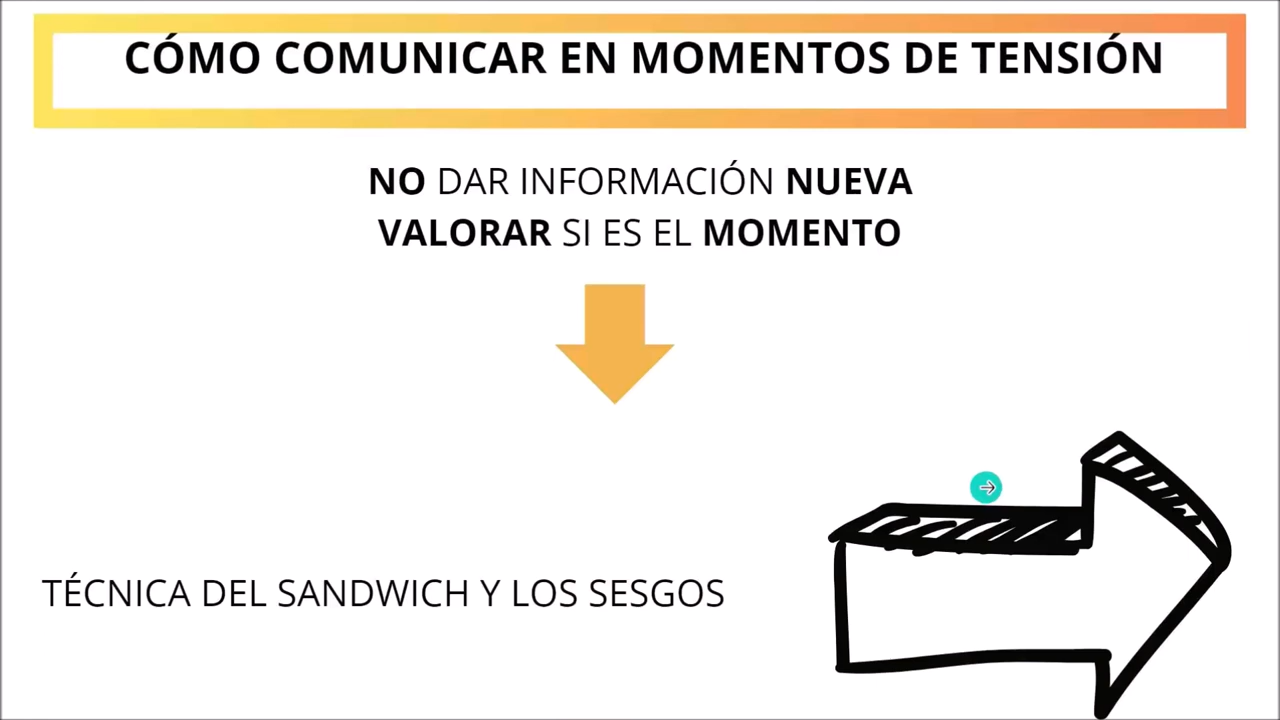 CÓMO COMUNICAR EN MOMENTOS DE TENSIÓN
NO DAR INFORMACIÓN NUEVA
VALORAR SI ES EL MOMENTO
TÉCNICA DEL SANDWICH Y LOS SESGOS